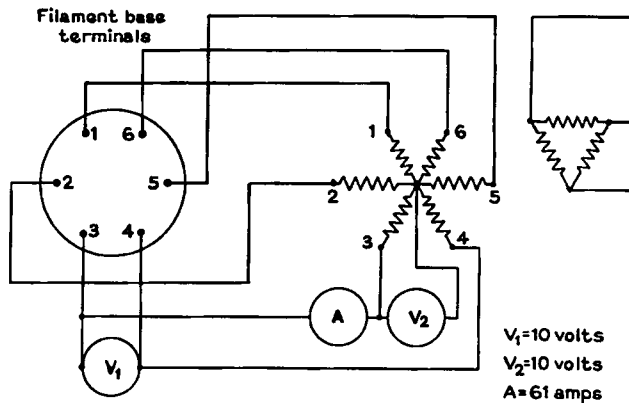 Filament base
terminals
1
6
2
5
3
4
1
6
2
5
3
4
A
V₂
V₁
V₁=10 volts
V₂=10 volts
A=61 amps